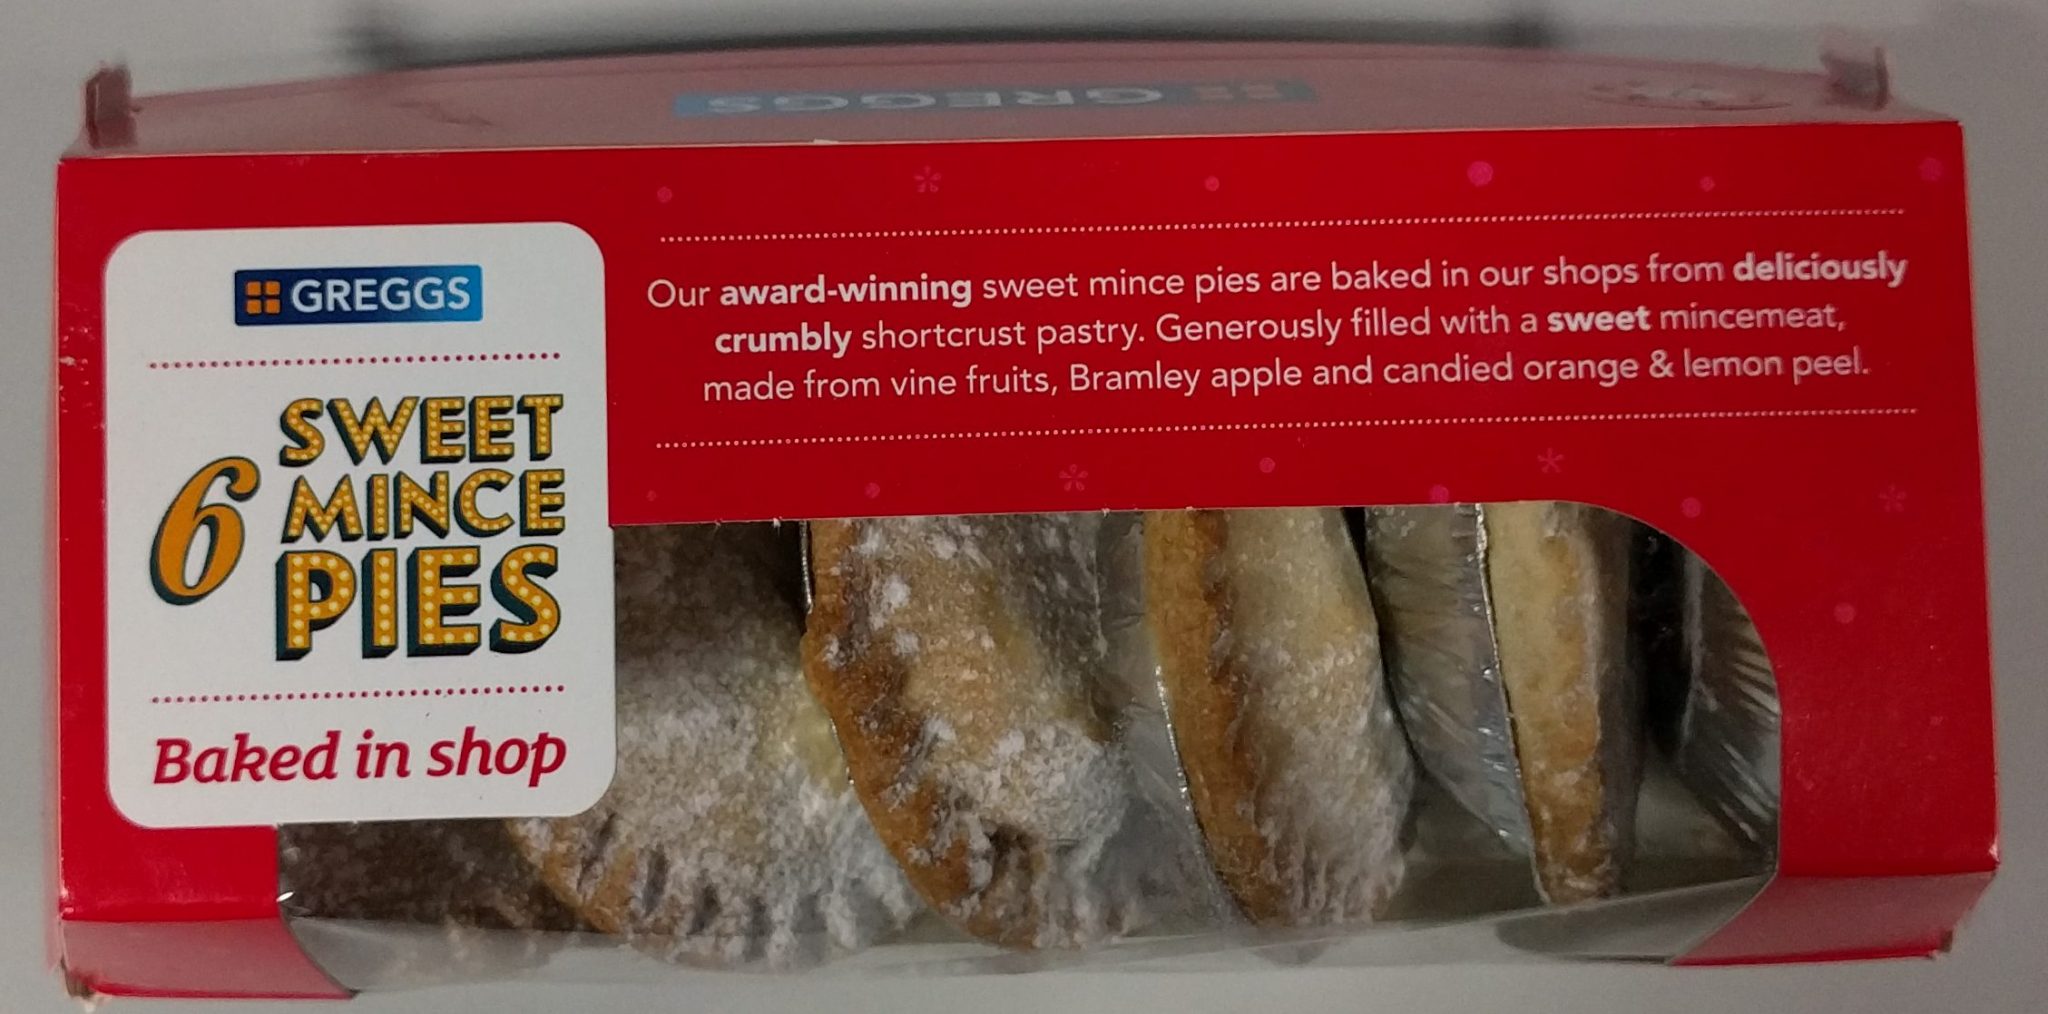 GREGGS
GREGGS
6 SWEET
MINCE
PIES
Baked in shop
Our award-winning sweet mince pies are baked in our shops from deliciously
crumbly shortcrust pastry. Generously filled with a sweet mincemeat,
made from vine fruits, Bramley apple and candied orange & lemon peel.